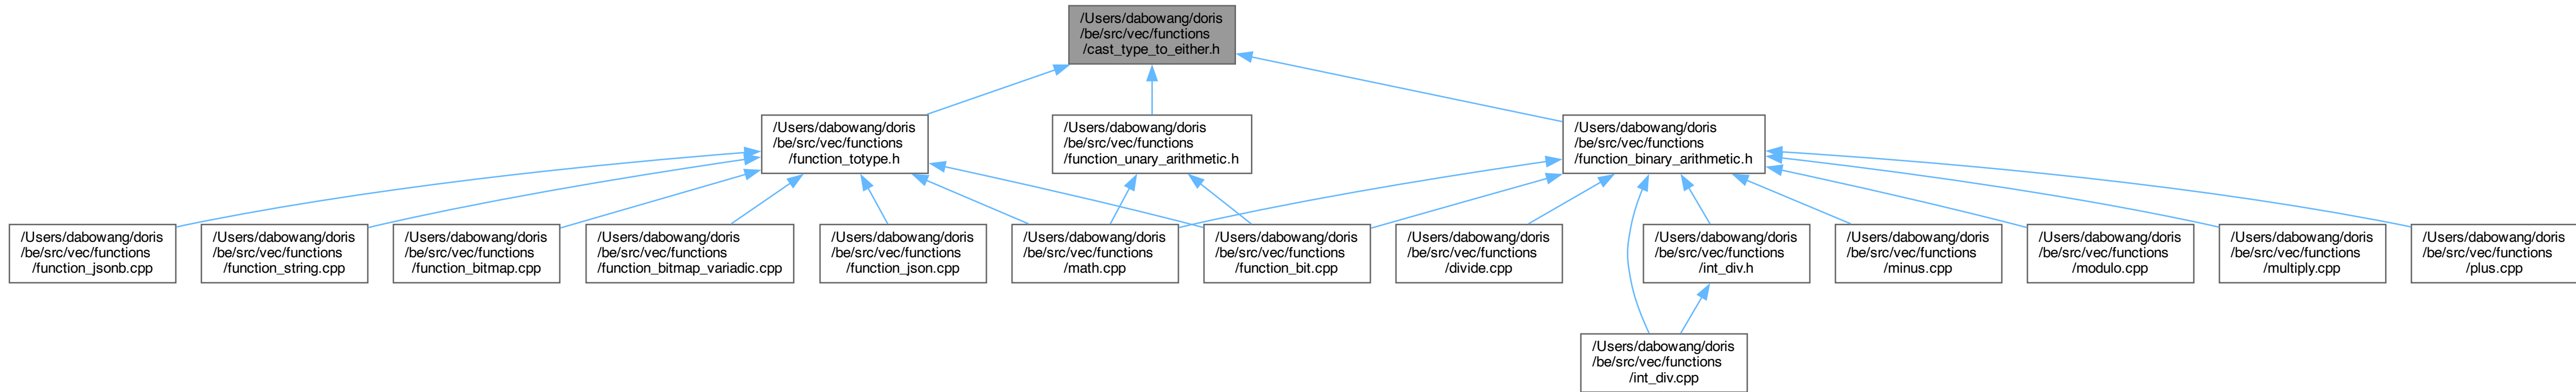 /Users/dabowang/doris
/be/src/vec/functions
/cast_type_to_either.h
/Users/dabowang/doris
/be/src/vec/functions
/function_totype.h
/Users/dabowang/doris
/be/src/vec/functions
/function_unary_arithmetic.h
/Users/dabowang/doris
/be/src/vec/functions
/function_binary_arithmetic.h
/Users/dabowang/doris
/be/src/vec/functions
/function_jsonb.cpp
/Users/dabowang/doris
/be/src/vec/functions
/function_string.cpp
/Users/dabowang/doris
/be/src/vec/functions
/function_bitmap.cpp
/Users/dabowang/doris
/be/src/vec/functions
/function_bitmap_variadic.cpp
/Users/dabowang/doris
/be/src/vec/functions
/function_json.cpp
/Users/dabowang/doris
/be/src/vec/functions
/math.cpp
/Users/dabowang/doris
/be/src/vec/functions
/function_bit.cpp
/Users/dabowang/doris
/be/src/vec/functions
/divide.cpp
/Users/dabowang/doris
/be/src/vec/functions
/int_div.h
/Users/dabowang/doris
/be/src/vec/functions
/minus.cpp
/Users/dabowang/doris
/be/src/vec/functions
/modulo.cpp
/Users/dabowang/doris
/be/src/vec/functions
/multiply.cpp
/Users/dabowang/doris
/be/src/vec/functions
/plus.cpp
/Users/dabowang/doris
/be/src/vec/functions
/int_div.cpp